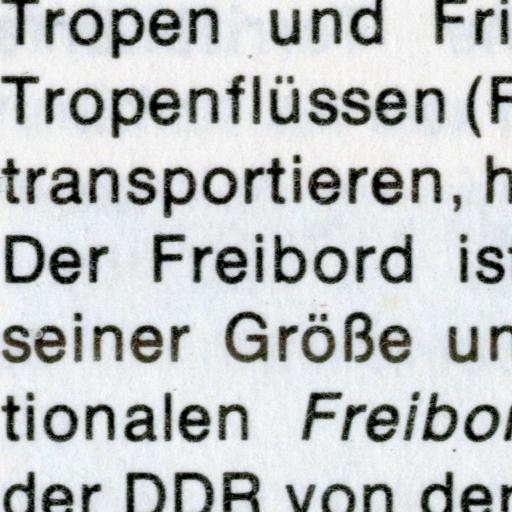 Tropen und Fri
Tropenflüssen (F
transportieren, h
Der Freibord ist
seiner Größe un
tionalen Freibor
der DDR von der